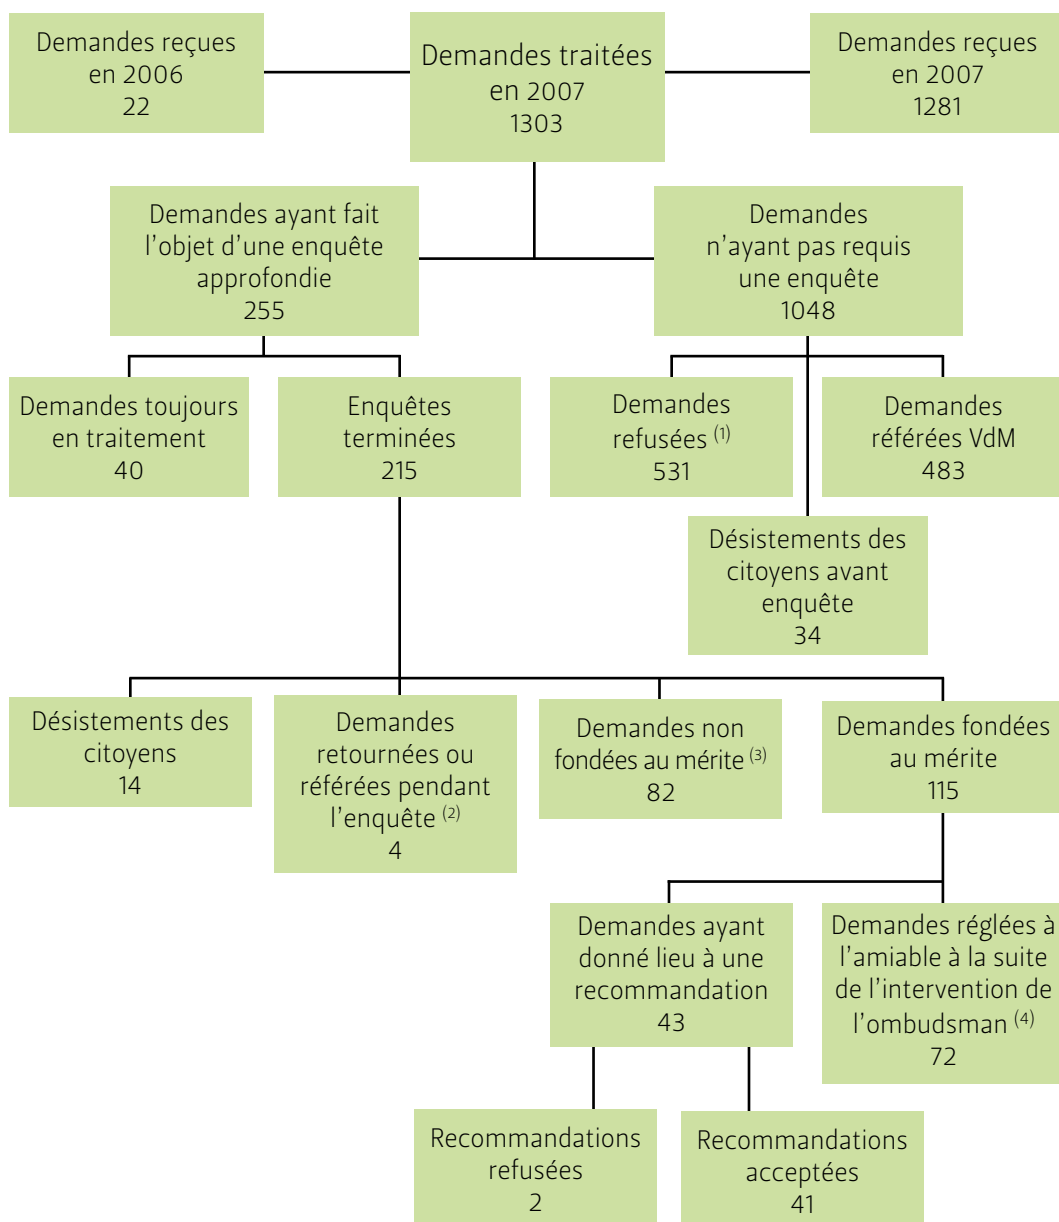 Demandes reçues
en 2006
22
Demandes traitées
en 2007
1303
Demandes reçues
en 2007
1281
Demandes ayant fait
l’objet d’une enquête
approfondie
255
Demandes
n’ayant pas requis
une enquête
1048
Demandes toujours
en traitement
40
Enquêtes
terminées
215
Demandes
refusées (1)
531
Demandes
référées VdM
483
Désistements des
citoyens avant
enquête
34
Désistements des
citoyens
14
Demandes
retournées ou
référées pendant
l’enquête (2)
4
Demandes non
fondées au mérite (3)
82
Demandes fondées
au mérite
115
Demandes ayant
donné lieu à une
recommandation
43
Demandes réglées à
l’amiable à la suite
de l’intervention de
l’ombudsman (4)
72
Recommandations
refusées
2
Recommandations
acceptées
41